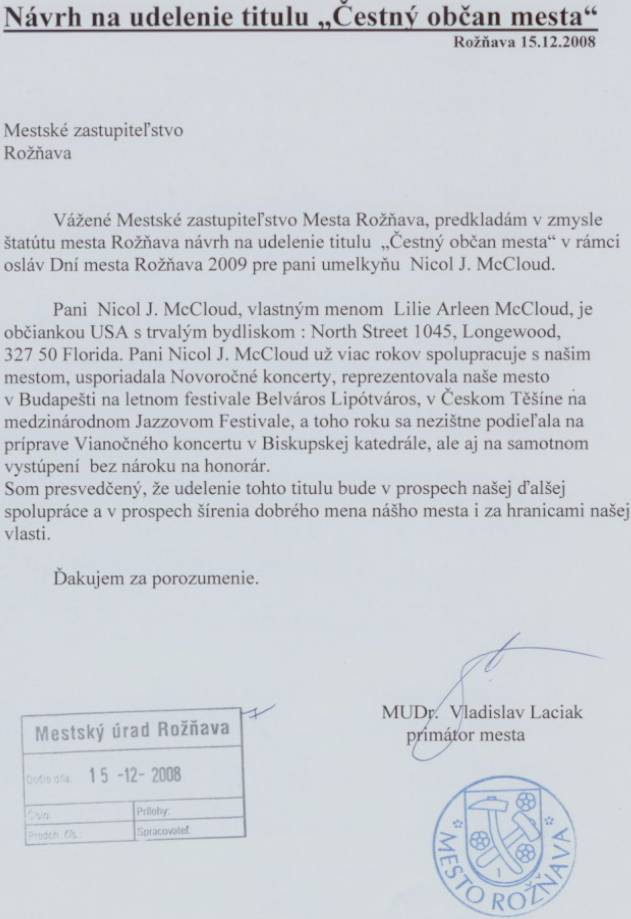 Návrh na udelenie titulu „Čestný občan mesta“
Rožňava 15.12.2008
Mestské zastupiteľstvo
Rožňava
Vážené Mestské zastupiteľstvo Mesta Rožňava, predkladám v zmysle
štatútu mesta Rožňava návrh na udelenie titulu „Čestný občan mesta“ v rámci
osláv Dní mesta Rožňava 2009 pre pani umelkyňu Nicol J. McCloud.
Pani Nicol J. McCloud, vlastným menom Lilie Arleen McCloud, je
občiankou USA s trvalým bydliskom : North Street 1045, Longewood,
327 50 Florida. Pani Nicol J. McCloud už viac rokov spolupracuje s našim
mestom, usporiadala Novoročné koncerty, reprezentovala naše mesto
v Budapešti na letnom festivale Belváros Lipótváros, v Českom Těšíne na
medzinárodnom Jazzovom Festivale, a toho roku sa nezištne podieľala na
príprave Vianočného koncertu v Biskupskej katedrále, ale aj na samotnom
vystúpení bez nároku na honorár.
Som presvedčený, že udelenie tohto titulu bude v prospech našej ďalšej
spolupráce a v prospech šírenia dobrého mena nášho mesta i za hranicami našej
vlasti.
Ďakujem za porozumenie.
MUDr. Vladislav Laciak
primátor mesta
Mestský úrad Rožňava
Došlo dňa: 15 -12- 2008
Číslo: Prílohy:
Predch. čís.: Spracovateľ:
MESTO ROŽŇAVA